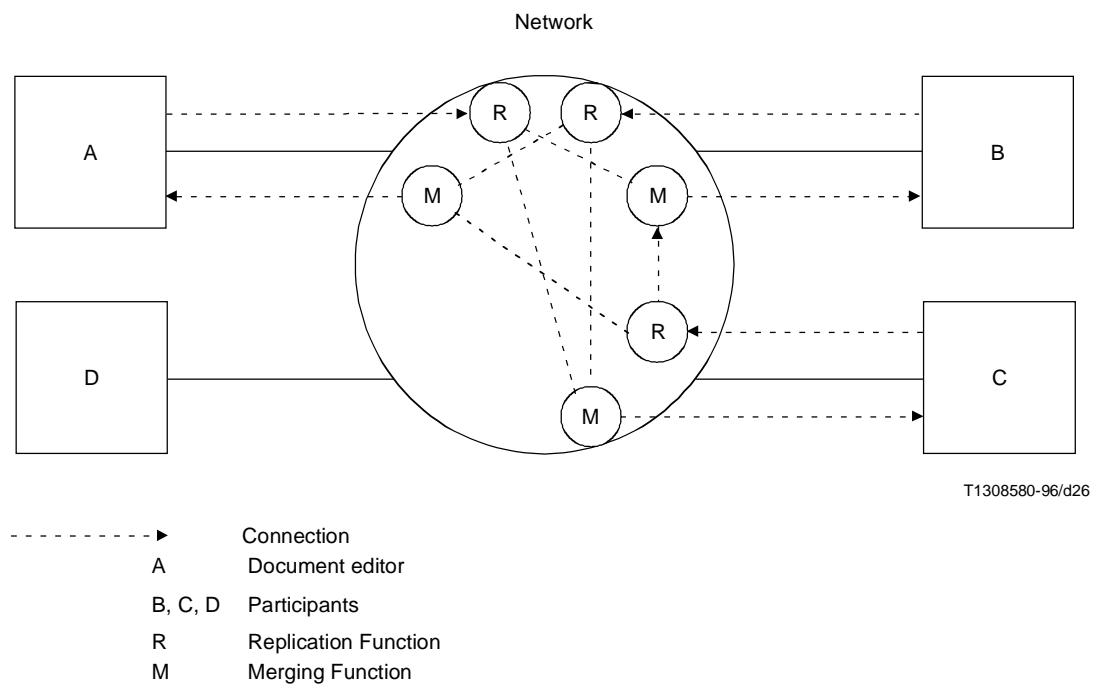 Network
A
R
R
B
M
M
R
D
C
M
T1308580-96/d26
Connection
A Document editor
B, C, D Participants
R Replication Function
M Merging Function